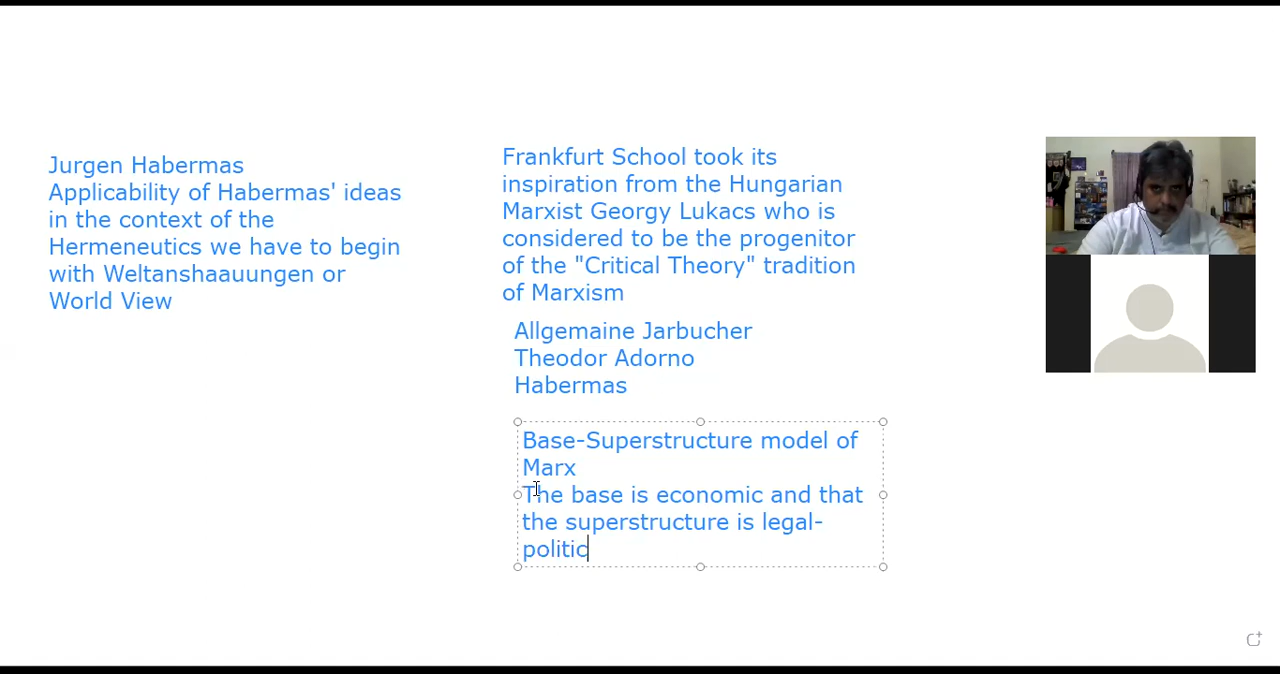 Jurgen Habermas
Applicability of Habermas' ideas
in the context of the
Hermeneutics we have to begin
with Weltanshaauungen or
World View
Frankfurt School took its
inspiration from the Hungarian
Marxist Georgy Lukacs who is
considered to be the progenitor
of the "Critical Theory" tradition
of Marxism
Allgemaine Jarbucher
Theodor Adorno
Habermas
Base-Superstructure model of
Marx
The base is economic and that
the superstructure is legal-
politic